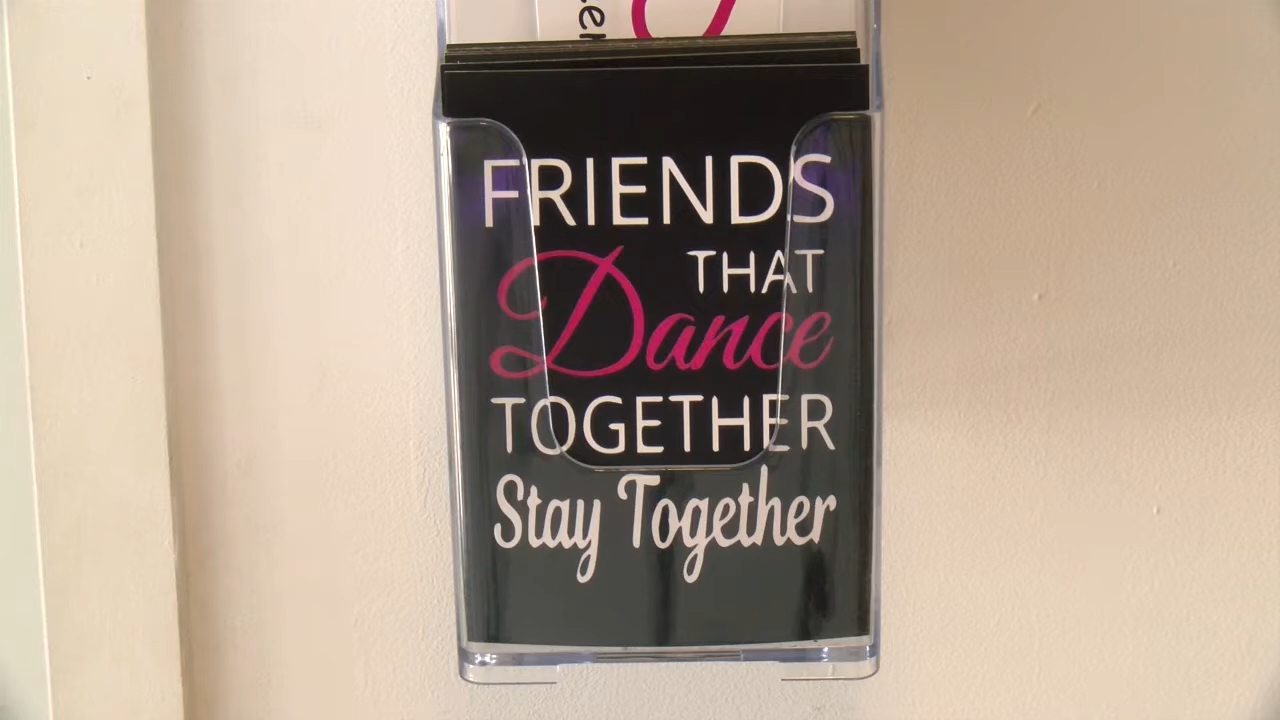 FRIENDS
THAT
Dance
TOGETHER
Stay Together